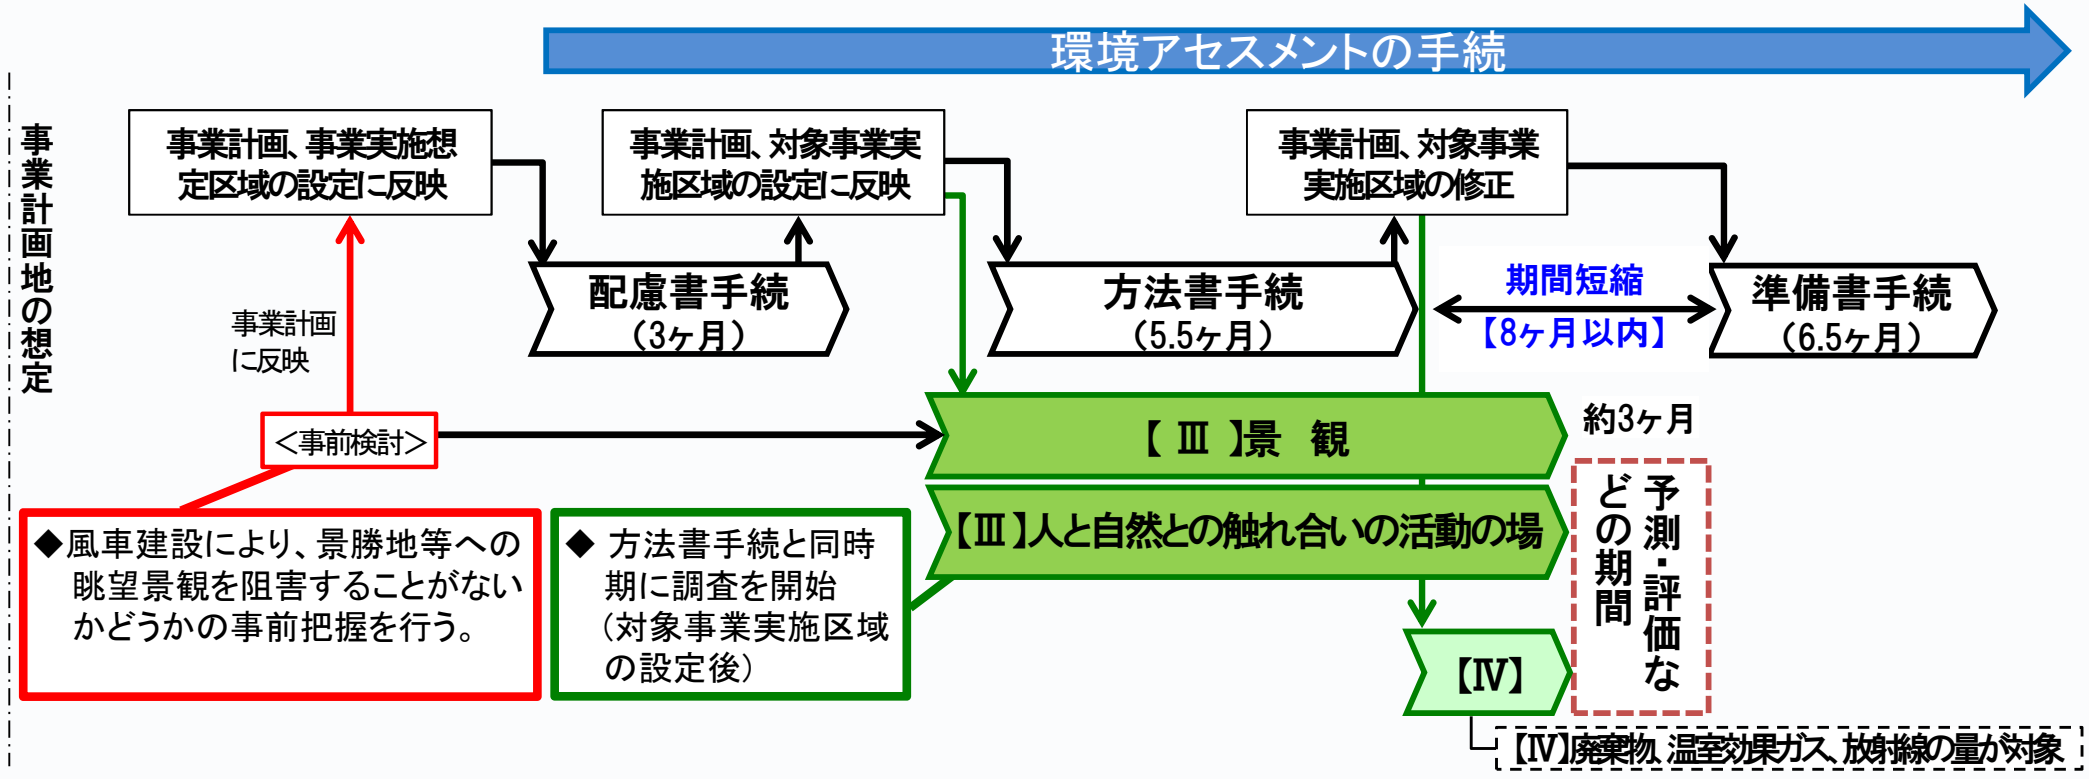 環境アセスメントの手続
事業計画地の想定
事業計画、事業実施想
定区域の設定に反映
事業計画、対象事業実
施区域の設定に反映
事業計画、対象事業
実施区域の修正
配慮書手続
（3ヶ月）
方法書手続
（5.5ヶ月）
期間短縮
【8ヶ月以内】
準備書手続
（6.5ヶ月）
事業計画
に反映
＜事前検討＞
【 Ⅲ 】景　観
約3ヶ月
【Ⅲ】人と自然との触れ合いの活動の場
予測・評価な
どの期間
◆風車建設により、景勝地等への
眺望景観を阻害することがない
かどうかの事前把握を行う。
◆ 方法書手続と同時
期に調査を開始
（対象事業実施区域
の設定後）
【Ⅳ】
【Ⅳ】廃棄物、温室効果ガス、放射線の量が対象